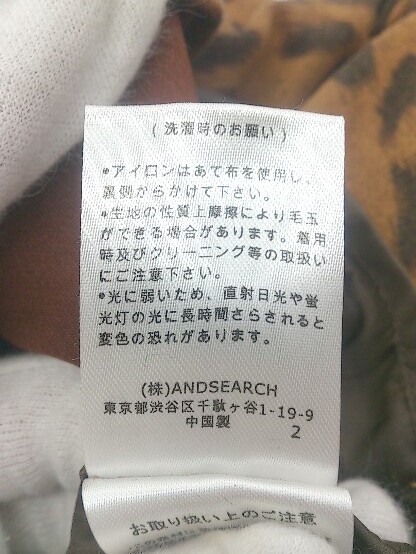 (洗濯時のお願い)
●アイロンはあて布を使用し、
裏側からかけて下さい。
●生地の性質上摩擦により毛玉
ができる場合があります。着用
時及びクリーニング等の取扱い
にご注意下さい。
●光に弱いため、直射日光や蛍
光灯の光に長時間さらされると
変色の恐れがあります。
(株)ANDSEARCH
東京都渋谷区千駄ヶ谷1-19-9
中国製
2
お取り扱い上のご注意